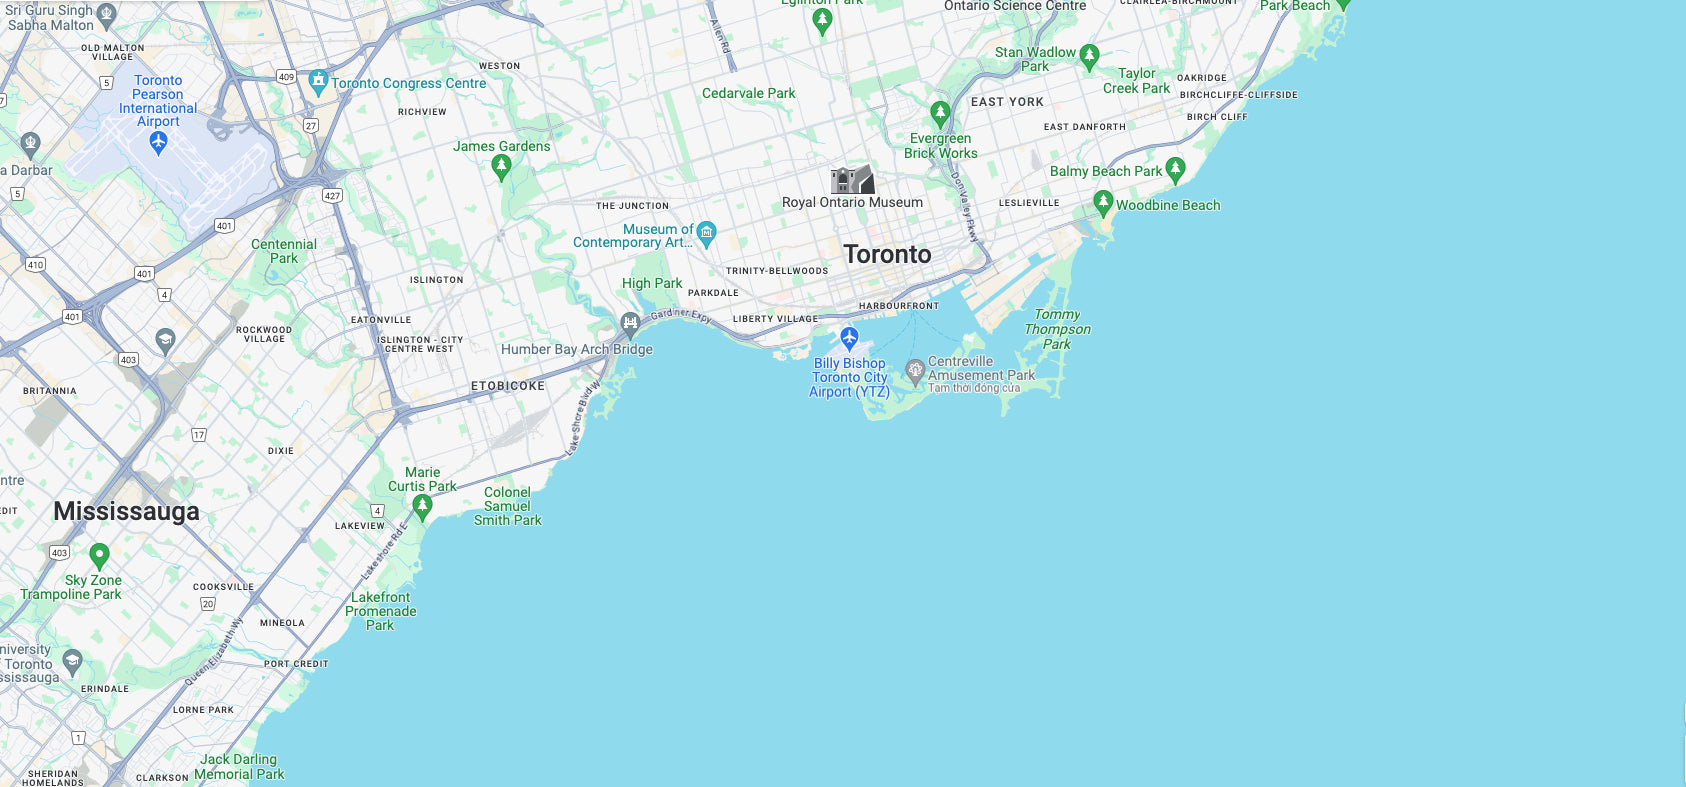 Sri Guru Singh
Sabha Malton
OLD MALTON
VILLAGE
5
Toronto
Pearson
International
Airport
409
Toronto Congress Centre
WESTON
RICHVIEW
27
Allen Rd
Eglinton Park
Cedarvale Park
Ontario Science Centre
CLAIRLEA-BIRCHMOUNT
Park Beach
Stan Wadlow
Park
Taylor
Creek Park
OAKRIDGE
BIRCHCLIFFE-CLIFFSIDE
BIRCH CLIFF
EAST YORK
EAST DANFORTH
Evergreen
Brick Works
Balmy Beach Park
Woodbine Beach
LESLIEVILLE
Don Valley Pkwy
James Gardens
a Darbar
5
427
401
THE JUNCTION
Royal Ontario Museum
Museum of
Contemporary Art...
Toronto
TRINITY-BELLWOODS
Centennial
Park
410
401
4
401
ISLINGTON
High Park
PARKDALE
Gardiner Expy
LIBERTY VILLAGE
HARBOURFRONT
Tommy
Thompson
Park
EATONVILLE
ROCKWOOD
VILLAGE
ISLINGTON - CITY
CENTRE WEST
Humber Bay Arch Bridge
Billy Bishop
Toronto City
Airport (YTZ)
Centreville
Amusement Park
Tạm thời đóng cửa
403
BRITANNIA
ETOBICOKE
Lake Shore Blvd W
17
DIXIE
ntre
EDIT
Marie
Curtis Park
Colonel
Samuel
Smith Park
Mississauga
4
LAKEVIEW
Lakeshore Rd E
403
Sky Zone
Trampoline Park
COOKSVILLE
20
MINEOLA
Lakefront
Promenade
Park
Queen Elizabeth Wy
niversity
f Toronto
ssissauga
PORT CREDIT
ERINDALE
LORNE PARK
1
SHERIDAN
HOMELANDS
CLARKSON
Jack Darling
Memorial Park